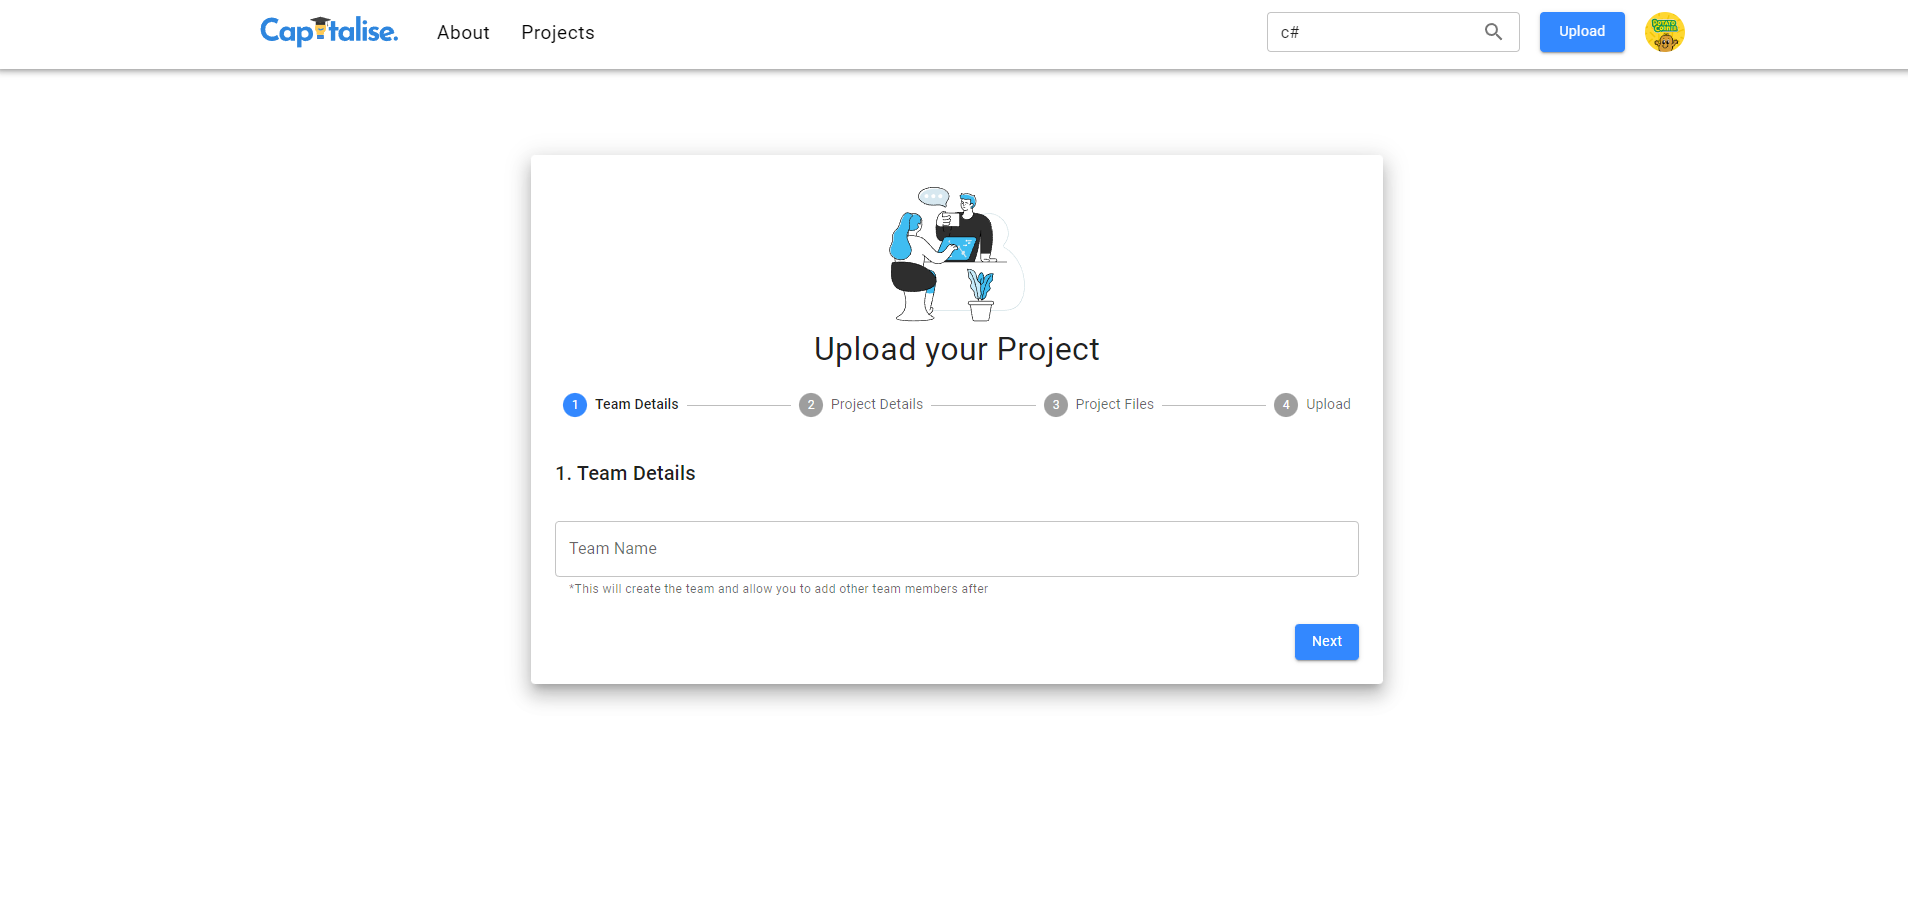 Capitalise.
About
Projects
c#
Upload
POTATO CORNER
Upload your Project
1 Team Details
2 Project Details
3 Project Files
4 Upload
1. Team Details
Team Name
*This will create the team and allow you to add other team members after
Next